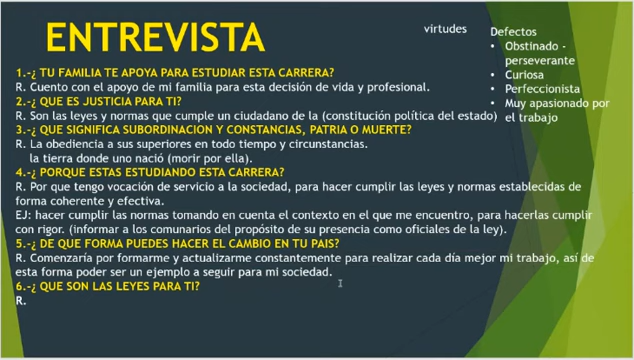 ENTREVISTA
virtudes
Defectos
• Obstinado -
perseverante
• Curiosa
• Perfeccionista
• Muy apasionado por
el trabajo
1.-¿ TU FAMILIA TE APOYA PARA ESTUDIAR ESTA CARRERA?
R. Cuento con el apoyo de mi familia para esta decisión de vida y profesional.
2.-¿ QUE ES JUSTICIA PARA TI?
R. Son las leyes y normas que cumple un ciudadano de la (constitución política del estado)
3.-¿ QUE SIGNIFICA SUBORDINACION Y CONSTANCIAS, PATRIA O MUERTE?
R. La obediencia a sus superiores en todo tiempo y circunstancias.
la tierra donde uno nació (morir por ella).
4.-¿ PORQUE ESTAS ESTUDIANDO ESTA CARRERA?
R. Por que tengo vocación de servicio a la sociedad, para hacer cumplir las leyes y normas establecidas de
forma coherente y efectiva.
EJ: hacer cumplir las normas tomando en cuenta el contexto en el que me encuentro, para hacerlas cumplir
con rigor. (informar a los comunarios del propósito de su presencia como oficiales de la ley).
5.-¿ DE QUE FORMA PUEDES HACER EL CAMBIO EN TU PAIS?
R. Comenzaría por formarme y actualizarme constantemente para realizar cada día mejor mi trabajo, así de
esta forma poder ser un ejemplo a seguir para mi sociedad.
6.-¿ QUE SON LAS LEYES PARA TI?
R.